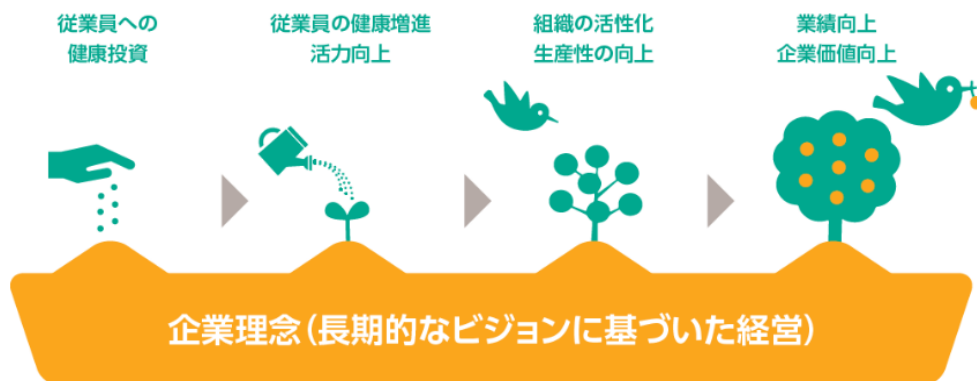 従業員への
健康投資
従業員の健康増進
活力向上
組織の活性化
生産性の向上
業績向上
企業価値向上
企業理念（長期的なビジョンに基づいた経営）